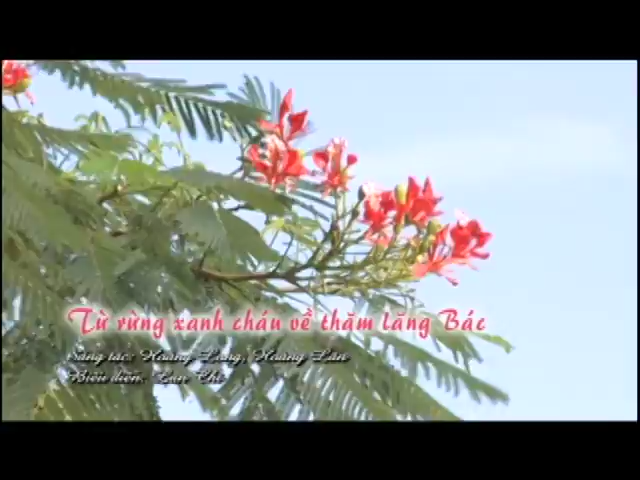 Từ rừng xanh cháu về thăm lăng Bác
Sáng tác: Hoàng Long, Hoàng Lân
Biểu diễn: